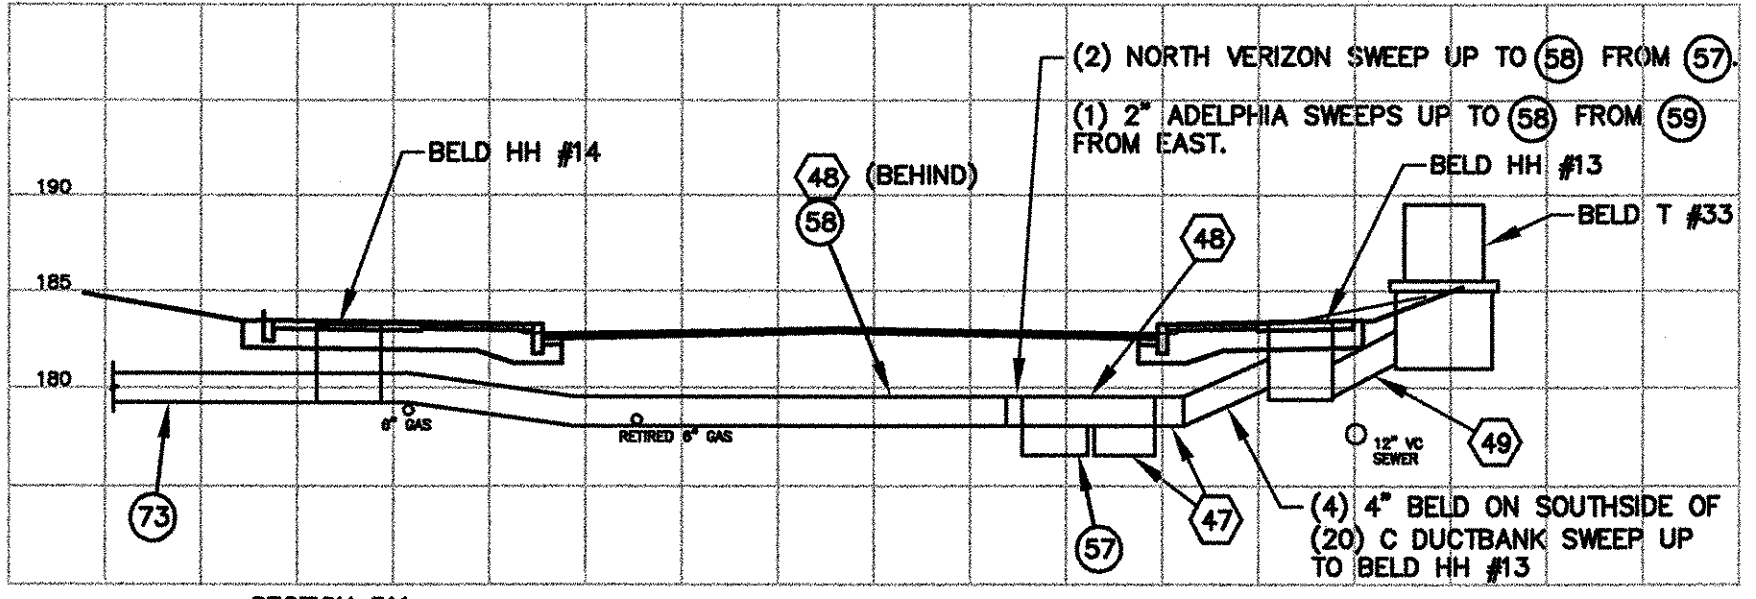 (2) NORTH VERIZON SWEEP UP TO 58 FROM 57.
(1) 2" ADELPHIA SWEEPS UP TO 58 FROM 59
FROM EAST.
BELD HH #14
48 (BEHIND)
58
BELD HH #13
190
BELD T #33
48
185
180
6" GAS
RETIRED 6" GAS
12" VC
SEWER
49
73
47
57
(4) 4" BELD ON SOUTHSIDE OF
(20) C DUCTBANK SWEEP UP
TO BELD HH #13